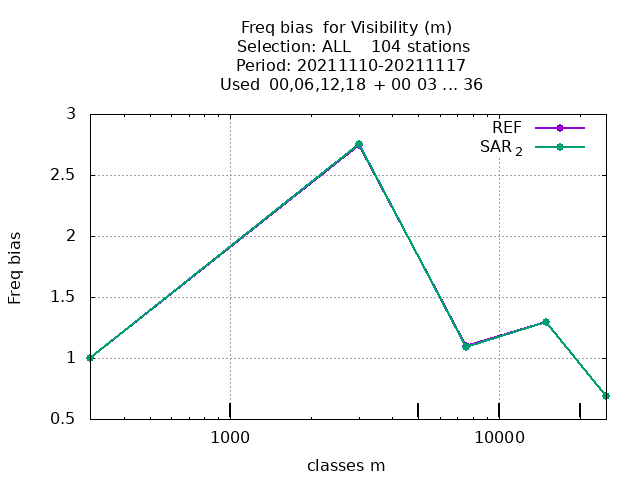 Freq bias for Visibility (m)
Selection: ALL 104 stations
Period: 20211110-20211117
Used 00,06,12,18 + 00 03 ... 36
REF
SAR 2
3
2.5
2
1.5
1
0.5
Freq bias
1000
10000
classes m